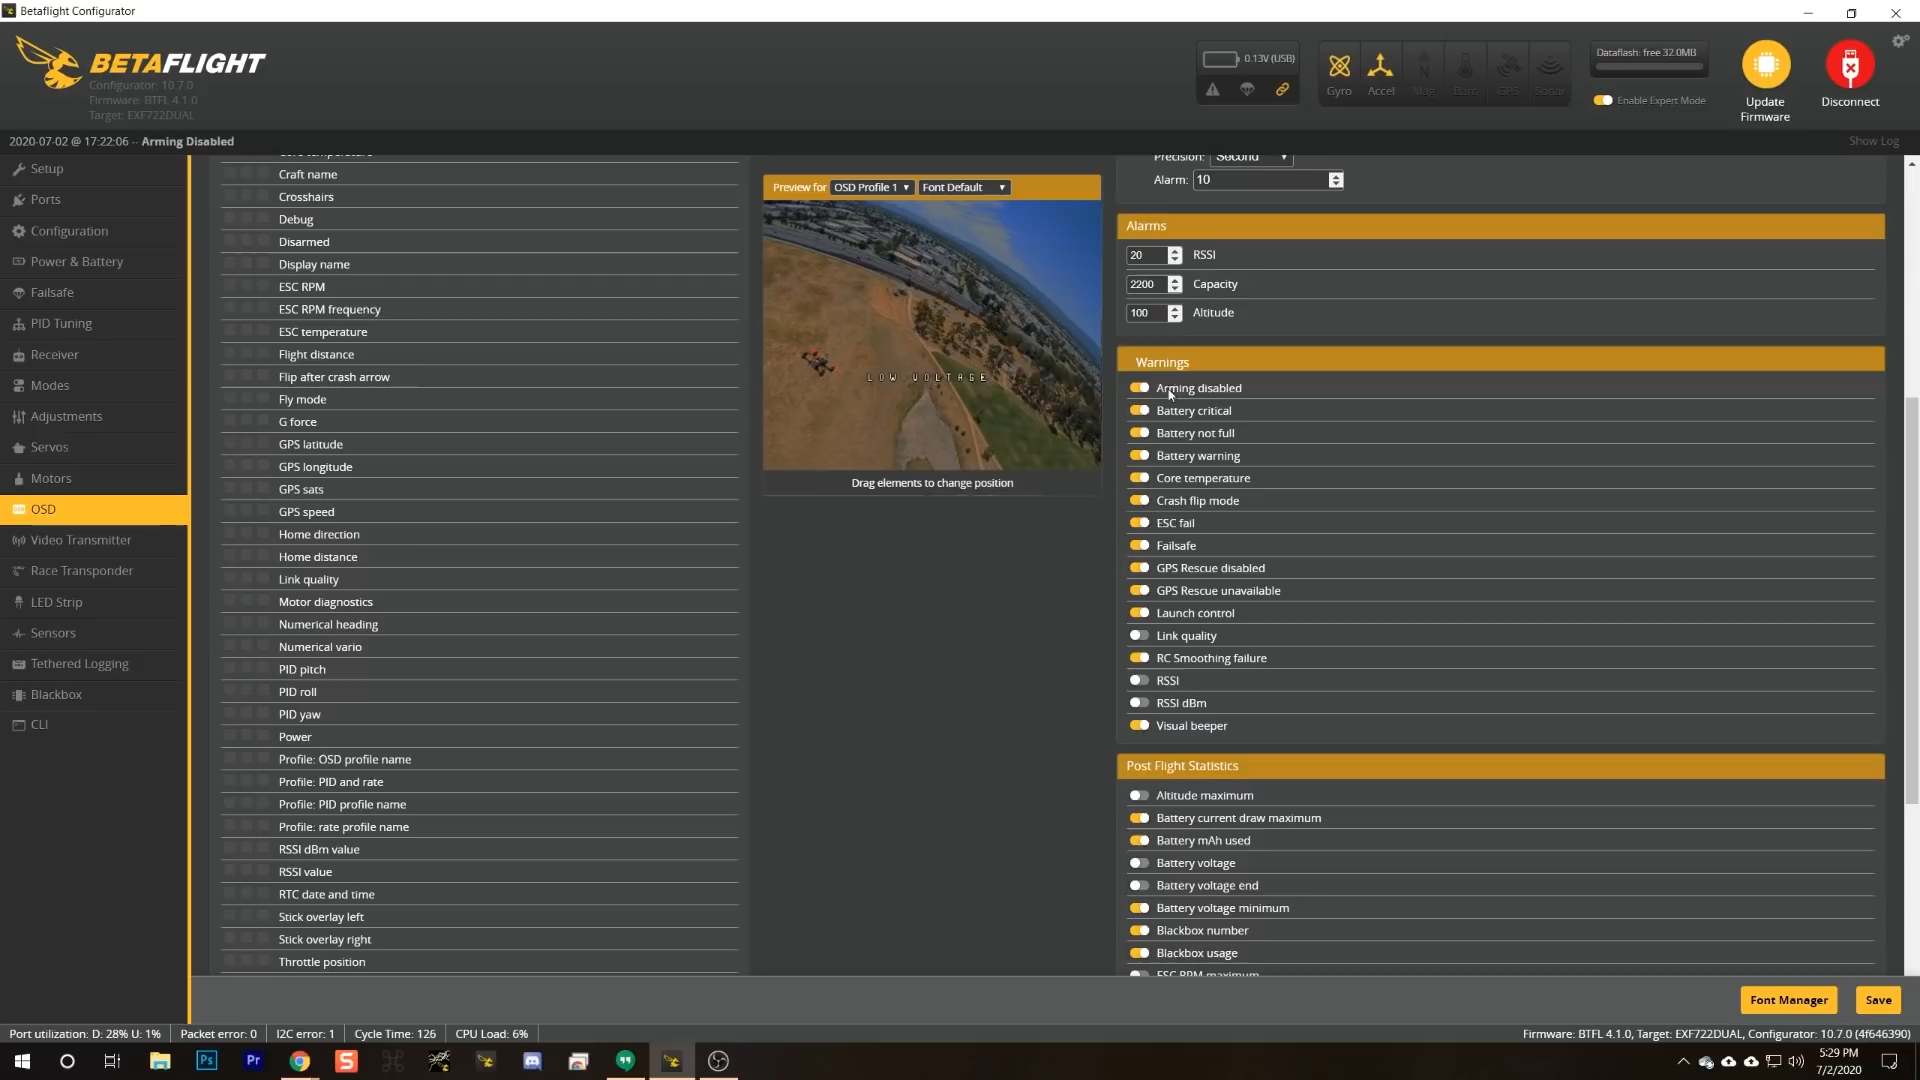 Betaflight Configurator
BETAFLIGHT
Configurator: 10.7.0
Firmware: BTFL 4.1.0
Target: EXF722DUAL
0.13V (USB)
Gyro
Accel
Mag
Baro
GPS
Sonar
Dataflash: free 32.0MB
Enable Expert Mode
Update
Firmware
Disconnect
2020-07-02 @ 17:22:06 -- Arming Disabled
Show Log
Setup
Ports
Configuration
Power & Battery
Failsafe
PID Tuning
Receiver
Modes
Adjustments
Servos
Motors
OSD
Video Transmitter
Race Transponder
LED Strip
Sensors
Tethered Logging
Blackbox
CLI
Core temperature
Craft name
Crosshairs
Debug
Disarmed
Display name
ESC RPM
ESC RPM frequency
ESC temperature
Flight distance
Flip after crash arrow
Fly mode
G force
GPS latitude
GPS longitude
GPS sats
GPS speed
Home direction
Home distance
Link quality
Motor diagnostics
Numerical heading
Numerical vario
PID pitch
PID roll
PID yaw
Power
Profile: OSD profile name
Profile: PID and rate
Profile: PID profile name
Profile: rate profile name
RSSI dBm value
RSSI value
RTC date and time
Stick overlay left
Stick overlay right
Throttle position
Preview for OSD Profile 1 Font Default
LOW VOLTAGE
Drag elements to change position
Precision: Second
Alarm: 10
Alarms
20 RSSI
2200 Capacity
100 Altitude
Warnings
Arming disabled
Battery critical
Battery not full
Battery warning
Core temperature
Crash flip mode
ESC fail
Failsafe
GPS Rescue disabled
GPS Rescue unavailable
Launch control
Link quality
RC Smoothing failure
RSSI
RSSI dBm
Visual beeper
Post Flight Statistics
Altitude maximum
Battery current draw maximum
Battery mAh used
Battery voltage
Battery voltage end
Battery voltage minimum
Blackbox number
Blackbox usage
ESC RPM maximum
Font Manager
Save
Port utilization: D: 28% U: 1%
Packet error: 0
I2C error: 1
Cycle Time: 126
CPU Load: 6%
Firmware: BTFL 4.1.0, Target: EXF722DUAL, Configurator: 10.7.0 (4f646390)
Ps
Pr
S
5:29 PM
7/2/2020